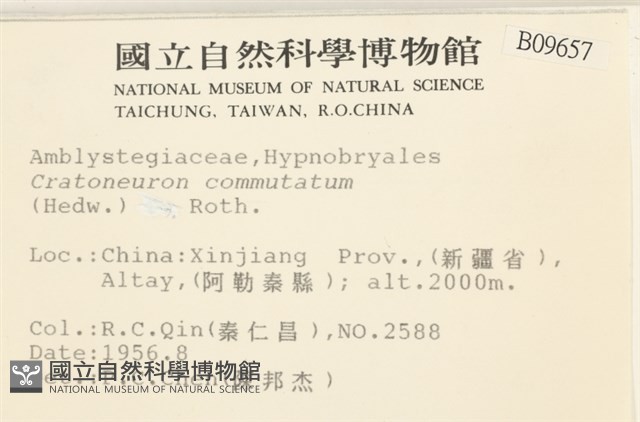 國立自然科學博物館
B09657
NATIONAL MUSEUM OF NATURAL SCIENCE
TAICHUNG, TAIWAN, R.O.CHINA
Amblystegiaceae,Hypnobryales
Cratoneuron commutatum
(Hedw.) Roth.
Loc.:China:Xinjiang Prov.,(新疆省),
Altay,(阿勒秦縣); alt.2000m.
Col.:R.C.Qin(秦仁昌),NO.2588
Date:1956.8
邦杰)
國立自然科學博物館
NATIONAL MUSEUM OF NATURAL SCIENCE